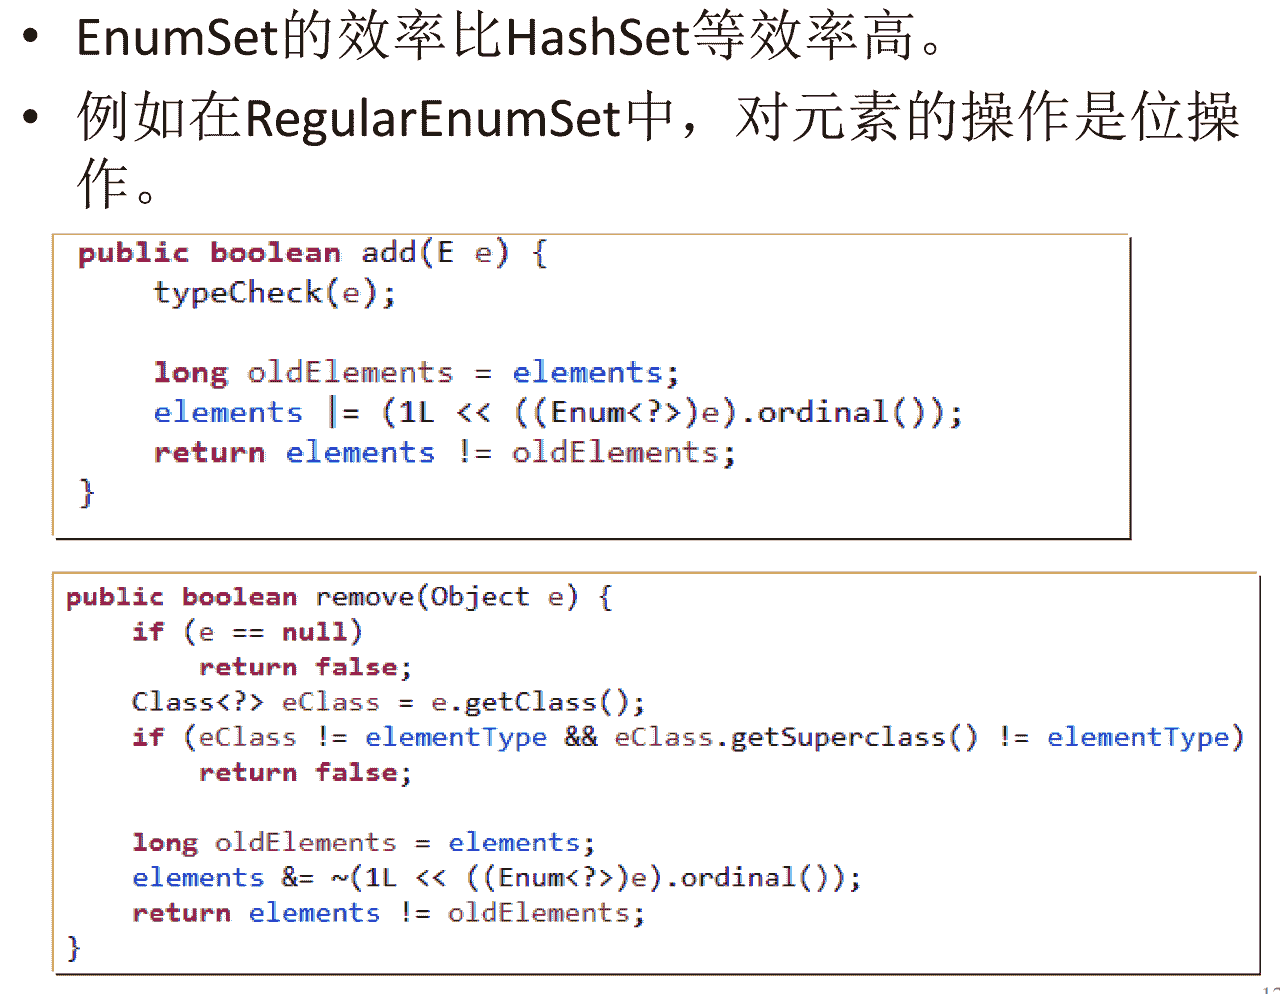 • EnumSet的效率比HashSet等效率高。
• 例如在RegularEnumSet中，对元素的操作是位操
作。
public boolean add(E e) {
    typeCheck(e);

    long oldElements = elements;
    elements |= (1L << ((Enum<?>)e).ordinal());
    return elements != oldElements;
}
public boolean remove(Object e) {
    if (e == null)
        return false;
    Class<?> eClass = e.getClass();
    if (eClass != elementType && eClass.getSuperclass() != elementType)
        return false;

    long oldElements = elements;
    elements &= ~(1L << ((Enum<?>)e).ordinal());
    return elements != oldElements;
}